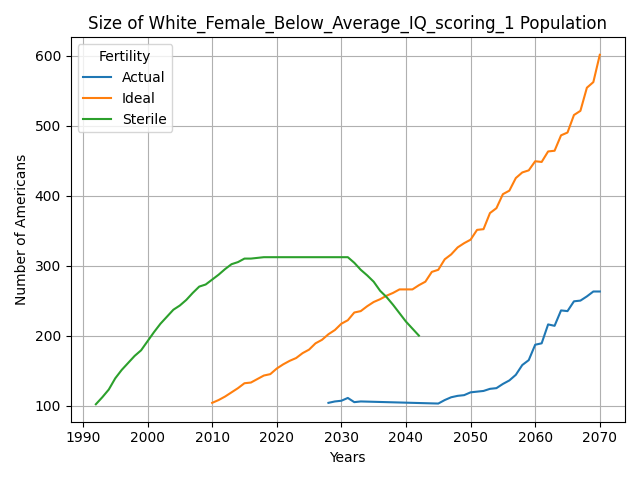 Size of White_Female_Below_Average_IQ_scoring_1 Population
Fertility
Actual
Ideal
Sterile
Number of Americans
600
500
400
300
200
100
1990
2000
2010
2020
2030
2040
2050
2060
2070
Years